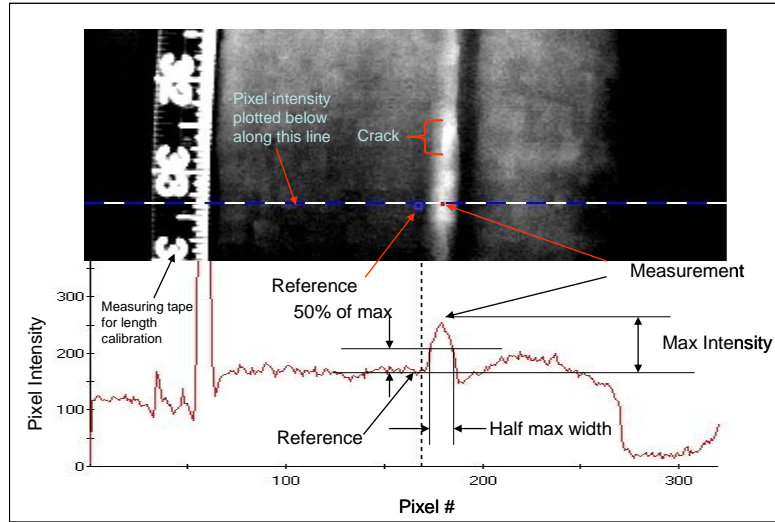 Pixel intensity
plotted below
along this line
Crack
Measurement
Reference
50% of max
Measuring tape
for length
calibration
Max Intensity
Reference
Half max width
Pixel Intensity
300
200
100
0
100
200
300
Pixel #